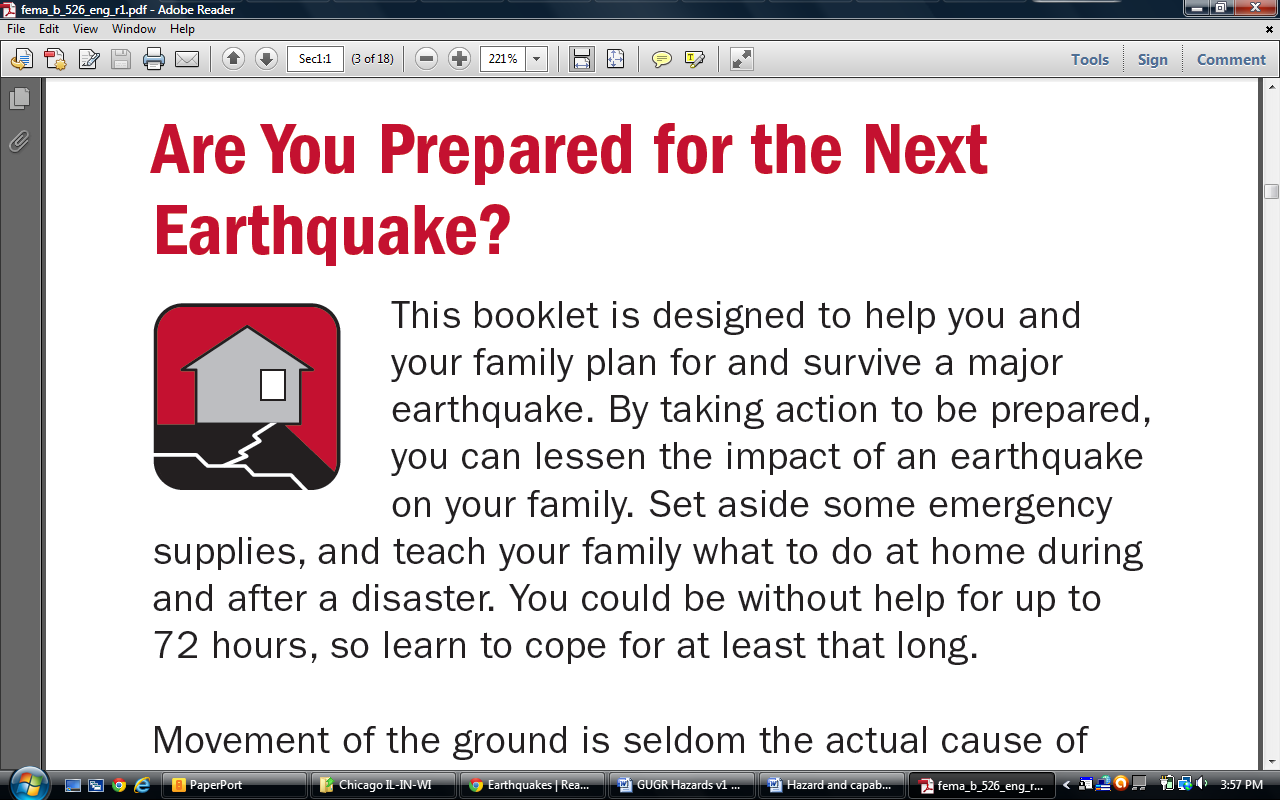 fema_b_526_eng_r1.pdf - Adobe Reader
File Edit View Window Help
Sec1:1 (3 of 18) 221% Tools Sign Comment
Are You Prepared for the Next
Earthquake?
This booklet is designed to help you and
your family plan for and survive a major
earthquake. By taking action to be prepared,
you can lessen the impact of an earthquake
on your family. Set aside some emergency
supplies, and teach your family what to do at home during
and after a disaster. You could be without help for up to
72 hours, so learn to cope for at least that long.
Movement of the ground is seldom the actual cause of
PaperPort Chicago IL-IN-WI Earthquakes | Rea... GUGR Hazards v1 ... Hazard and capab... fema_b_526_eng_r... 3:57 PM